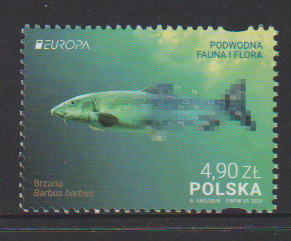 EUROPA
PODWODNA
FAUNA I FLORA
Brzana
Barbus barbus
4,90 ZŁ
POLSKA